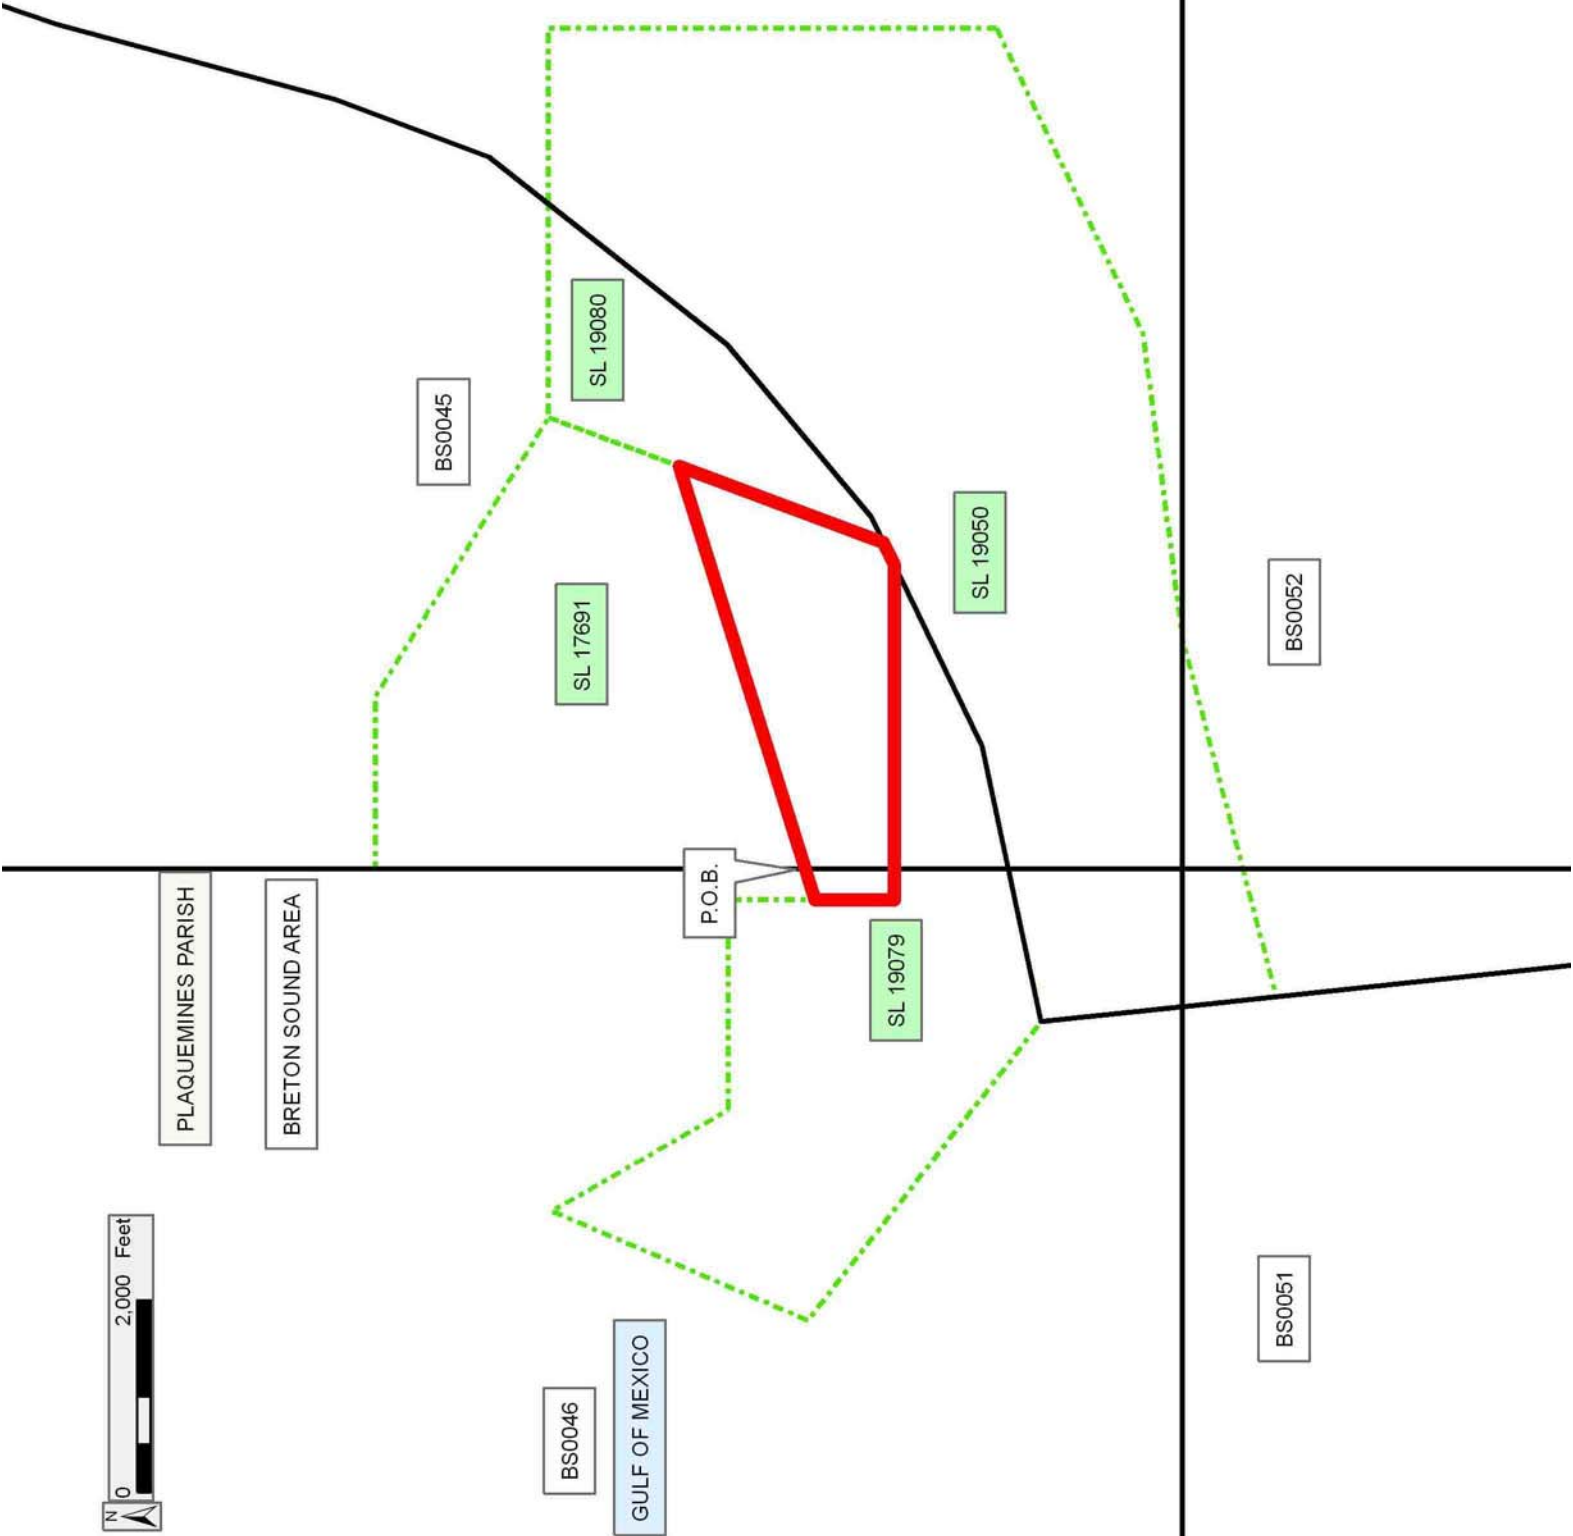 N
0 2,000 Feet
PLAQUEMINES PARISH
BRETON SOUND AREA
BS0045
BS0046
SL 17691
SL 19080
GULF OF MEXICO
P.O.B.
SL 19079
SL 19050
BS0051
BS0052